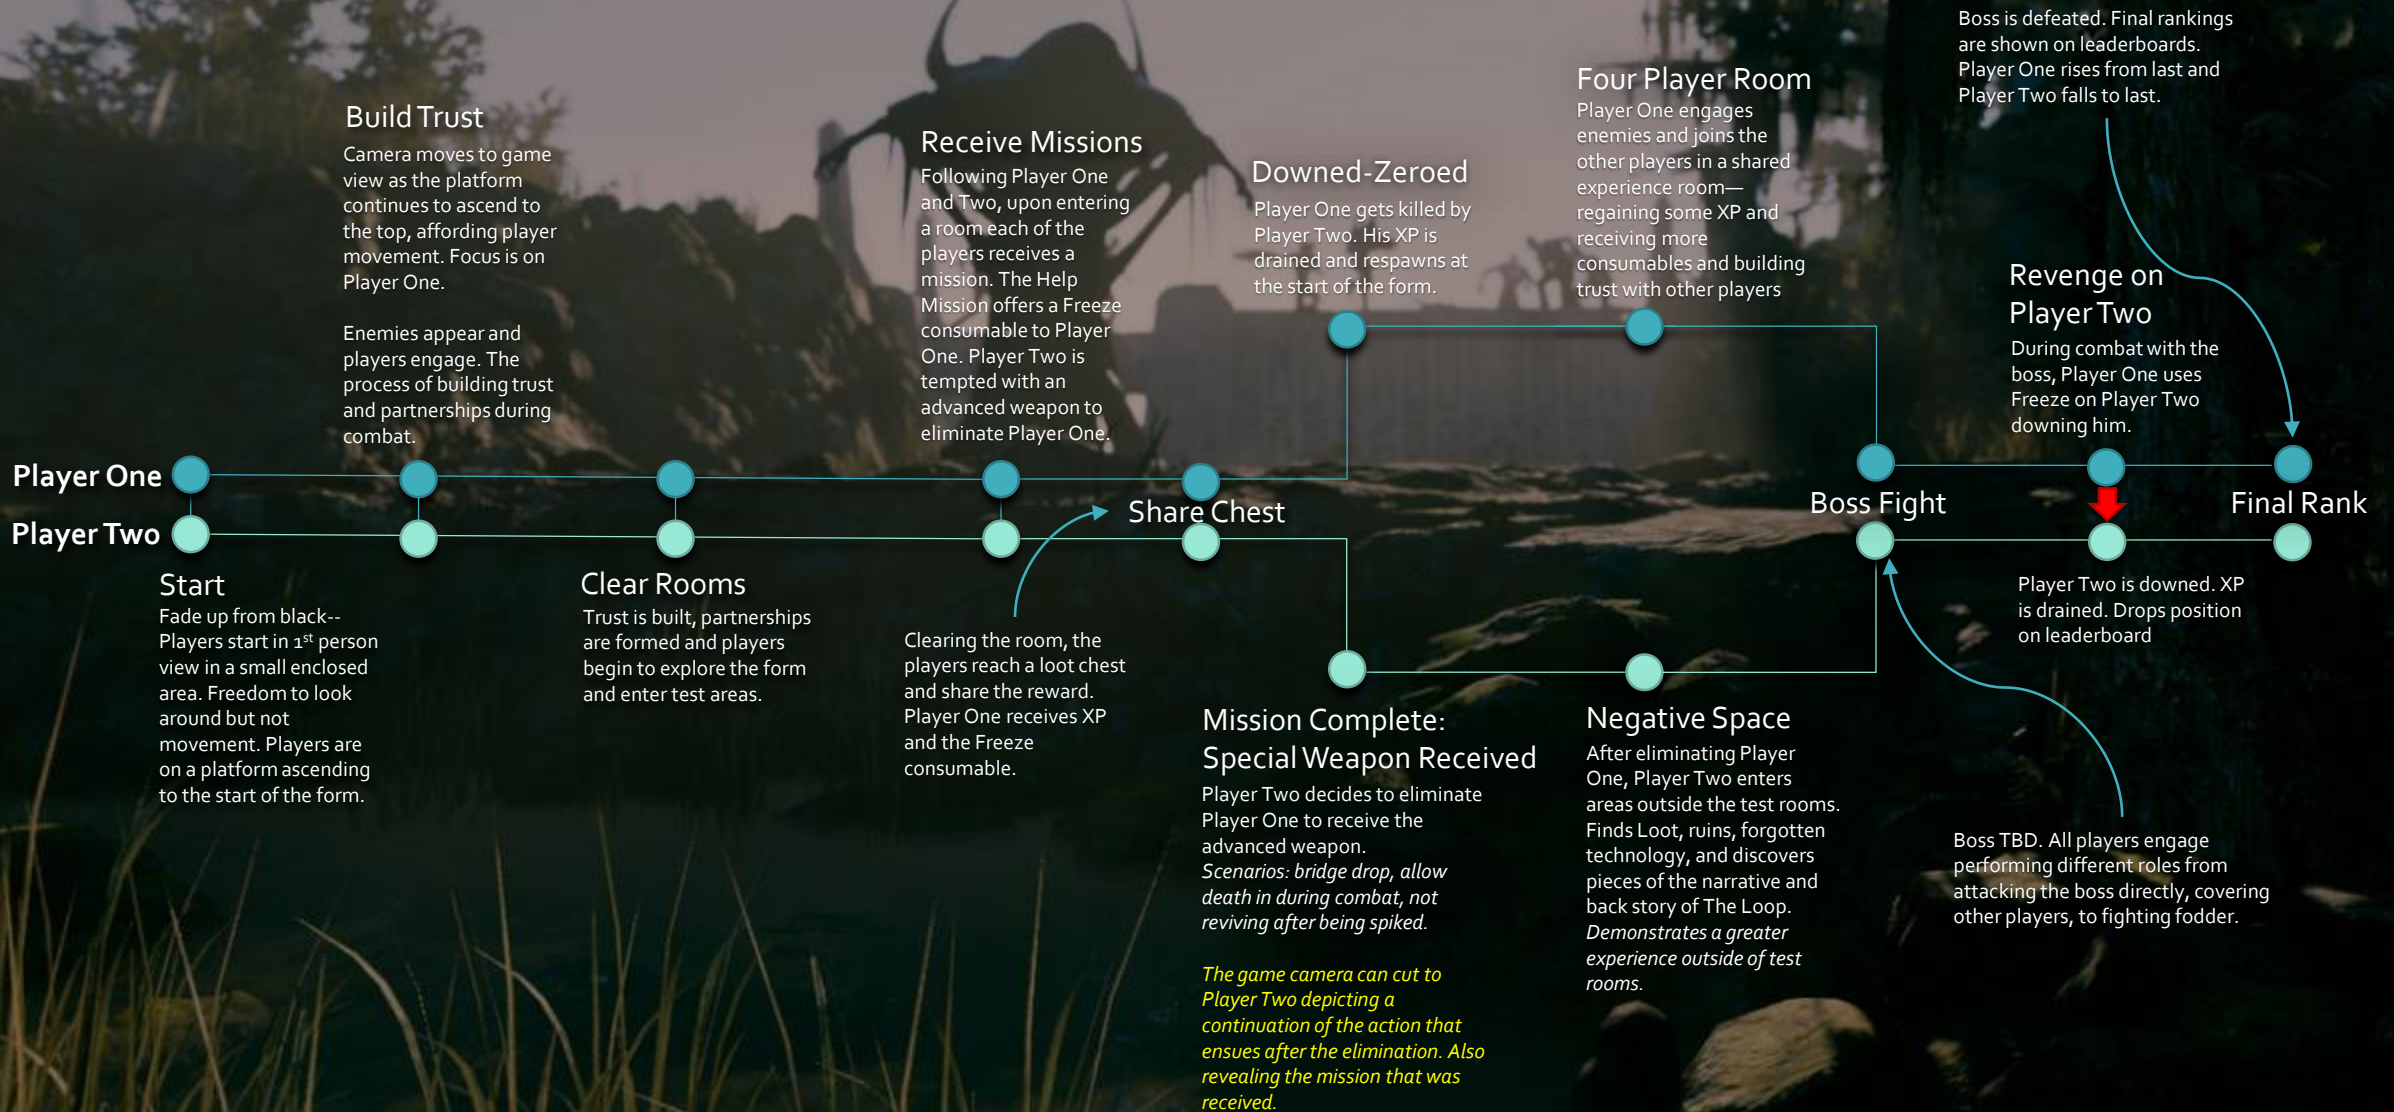 Player One
Player Two
Start
Fade up from black--
Players start in 1st person
view in a small enclosed
area. Freedom to look
around but not
movement. Players are
on a platform ascending
to the start of the form.
Build Trust
Camera moves to game
view as the platform
continues to ascend to
the top, affording player
movement. Focus is on
Player One.
Enemies appear and
players engage. The
process of building trust
and partnerships during
combat.
Clear Rooms
Trust is built, partnerships
are formed and players
begin to explore the form
and enter test areas.
Receive Missions
Following Player One
and Two, upon entering
a room each of the
players receives a
mission. The Help
Mission offers a Freeze
consumable to Player
One. Player Two is
tempted with an
advanced weapon to
eliminate Player One.
Share Chest
Clearing the room, the
players reach a loot chest
and share the reward.
Player One receives XP
and the Freeze
consumable.
Downed-Zeroed
Player One gets killed by
Player Two. His XP is
drained and respawns at
the start of the form.
Mission Complete:
Special Weapon Received
Player Two decides to eliminate
Player One to receive the
advanced weapon.
Scenarios: bridge drop, allow
death in during combat, not
reviving after being spiked.
The game camera can cut to
Player Two depicting a
continuation of the action that
ensues after the elimination. Also
revealing the mission that was
received.
Four Player Room
Player One engages
enemies and joins the
other players in a shared
experience room—
regaining some XP and
receiving more
consumables and building
trust with other players
Negative Space
After eliminating Player
One, Player Two enters
areas outside the test rooms.
Finds Loot, ruins, forgotten
technology, and discovers
pieces of the narrative and
back story of The Loop.
Demonstrates a greater
experience outside of test
rooms.
Boss Fight
Boss TBD. All players engage
performing different roles from
attacking the boss directly, covering
other players, to fighting fodder.
Revenge on
Player Two
During combat with the
boss, Player One uses
Freeze on Player Two
downing him.
Player Two is downed. XP
is drained. Drops position
on leaderboard
Final Rank
Boss is defeated. Final rankings
are shown on leaderboards.
Player One rises from last and
Player Two falls to last.